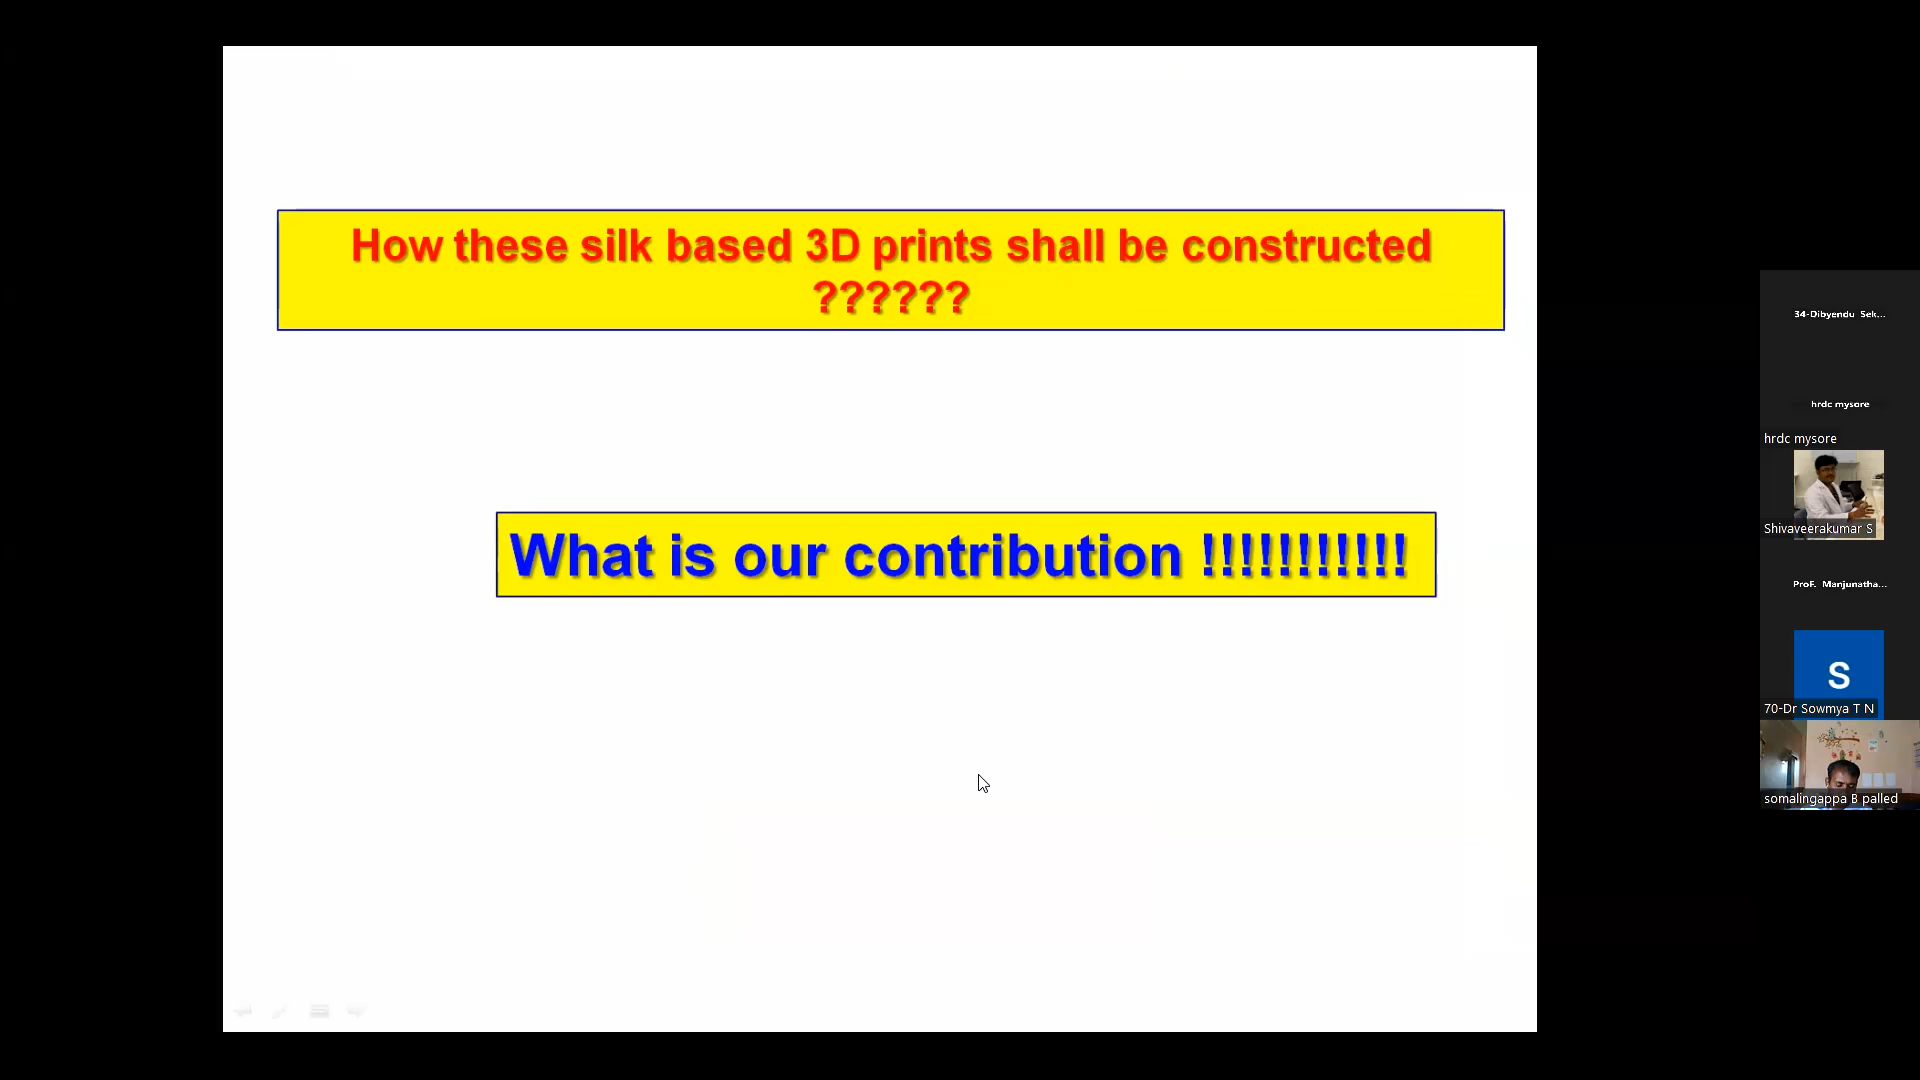 How these silk based 3D prints shall be constructed
??????
What is our contribution !!!!!!!!!!!
34-Dibyendu Sek...
hrdc mysore
hrdc mysore
Shivaveerakumar S
ProF. Manjunatha...
S
70-Dr Sowmya T N
somalingappa B palled